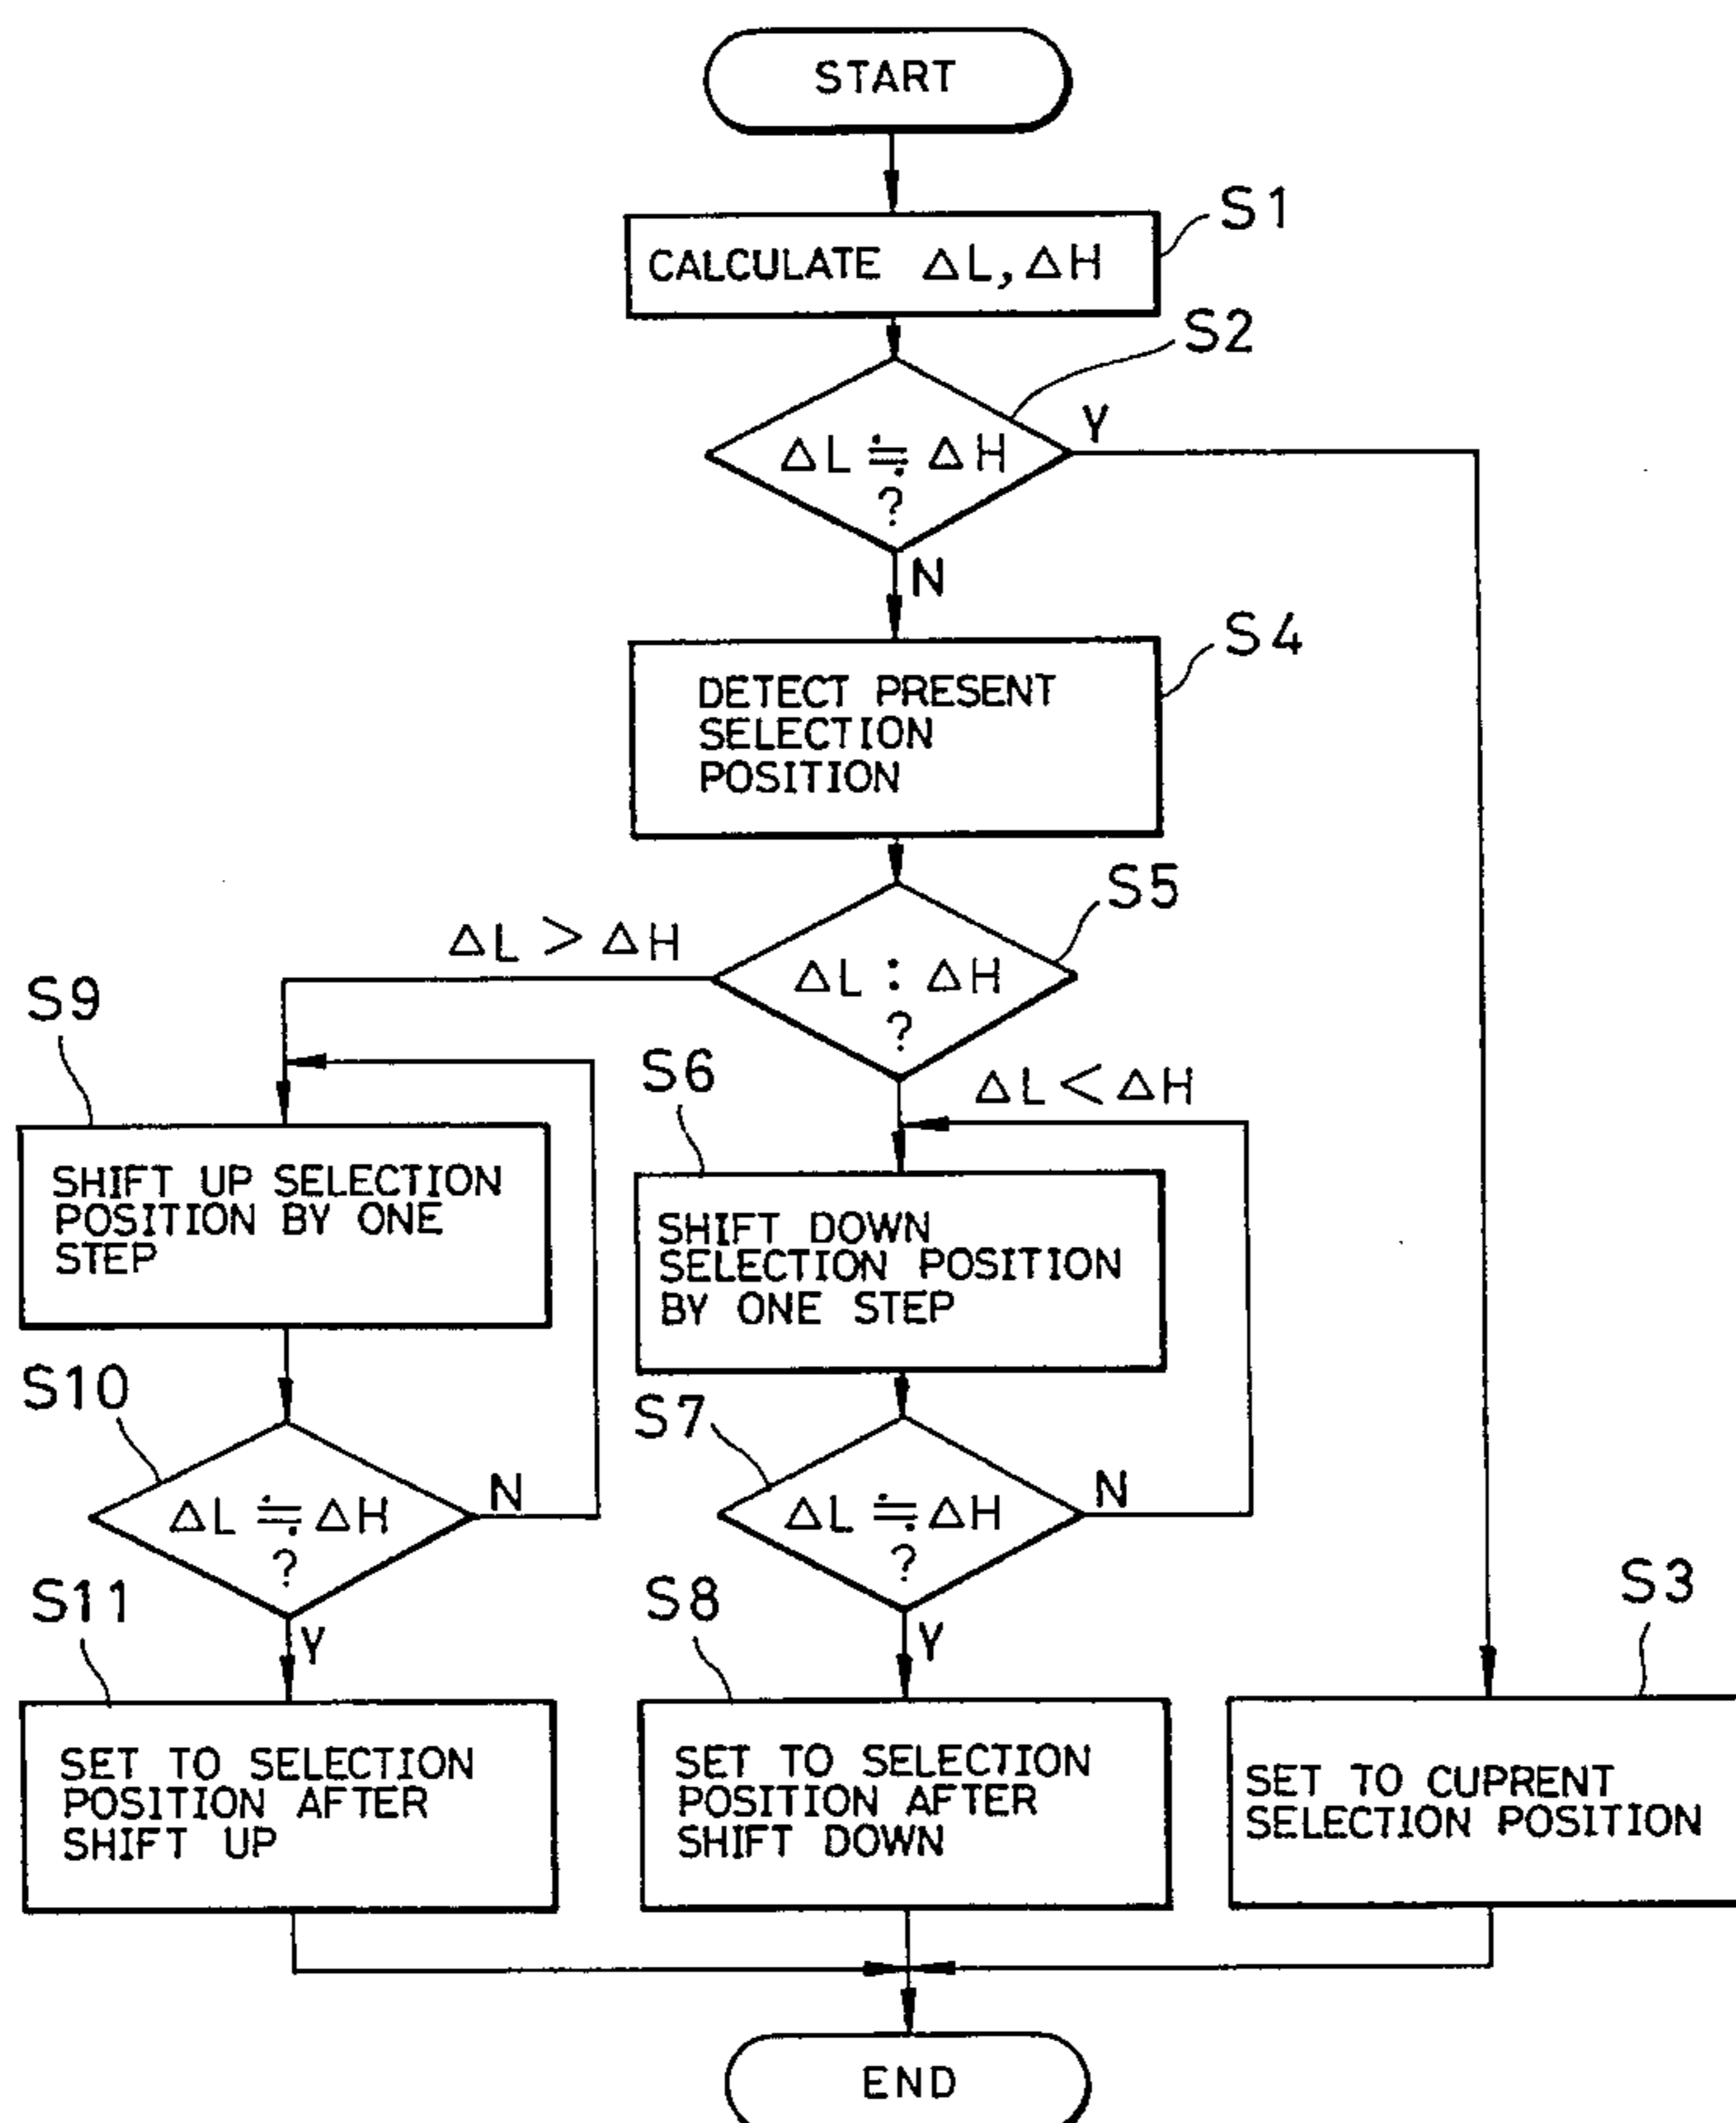 START
S1
CALCULATE ΔL, ΔH
S2
ΔL ≒ ΔH
?
Y
N
S4
DETECT PRESENT
SELECTION
POSITION
S5
ΔL > ΔH
ΔL : ΔH
?
S9
S6
ΔL < ΔH
SHIFT UP SELECTION
POSITION BY ONE
STEP
SHIFT DOWN
SELECTION POSITION
BY ONE STEP
S10
S7
ΔL ≒ ΔH
?
N
ΔL ≒ ΔH
?
N
S11
Y
S8
Y
S3
SET TO SELECTION
POSITION AFTER
SHIFT UP
SET TO SELECTION
POSITION AFTER
SHIFT DOWN
SET TO CUPRENT
SELECTION POSITION
END